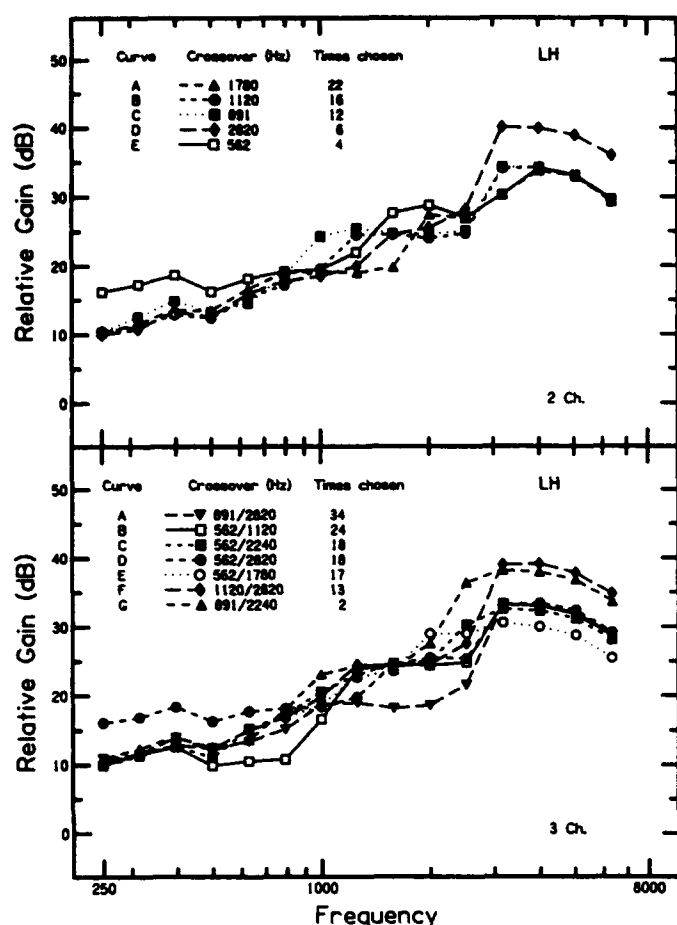 50
40
30
20
10
0
Relative Gain (dB)
Curve Crossover (Hz) Times chosen
A 1780 22
B 1120 16
C 891 12
D 2820 6
E 562 4
LH
2 Ch.
50
40
30
20
10
0
Relative Gain (dB)
Curve Crossover (Hz) Times chosen
A 891/2820 34
B 562/1120 24
C 562/2240 18
D 562/2820 18
E 562/1780 17
F 1120/2820 13
G 891/2240 2
LH
3 Ch.
250 1000 8000
Frequency